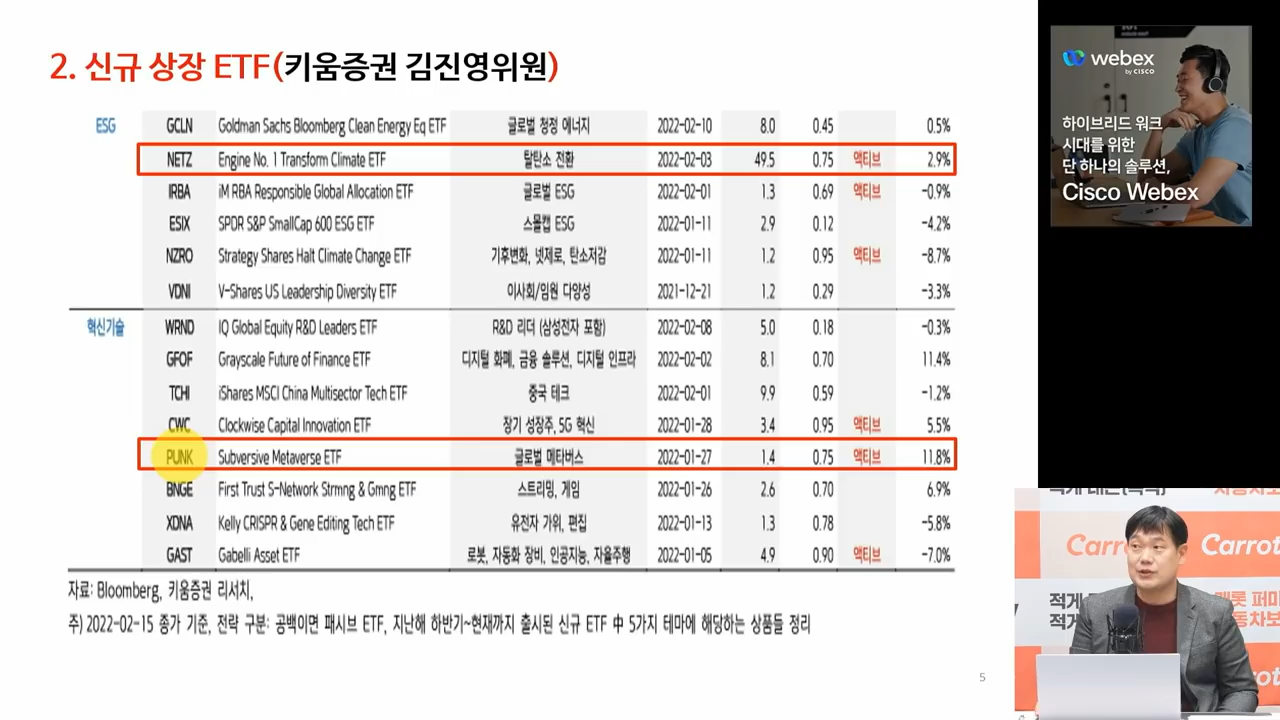 2. 신규 상장 ETF(키움증권 김진영위원)
ESG GCLN Goldman Sachs Bloomberg Clean Energy Eq ETF 글로벌 청정 에너지 2022-02-10 8.0 0.45 0.5%
NETZ Engine No. 1 Transform Climate ETF 탈탄소 전환 2022-02-03 49.5 0.75 액티브 2.9%
IRBA iM RBA Responsible Global Allocation ETF 글로벌 ESG 2022-02-01 1.3 0.69 액티브 -0.9%
ESIX SPDR S&P SmallCap 600 ESG ETF 스몰캡 ESG 2022-01-11 2.9 0.12 -4.2%
NZRO Strategy Shares Halt Climate Change ETF 기후변화, 넷제로, 탄소저감 2022-01-11 1.2 0.95 액티브 -8.7%
VDNI V-Shares US Leadership Diversity ETF 이사회/임원 다양성 2021-12-21 1.2 0.29 -3.3%
혁신기술 WRND IQ Global Equity R&D Leaders ETF R&D 리더 (삼성전자 포함) 2022-02-08 5.0 0.18 -0.3%
GFOF Grayscale Future of Finance ETF 디지털 화폐, 금융 솔루션, 디지털 인프라 2022-02-02 8.1 0.70 11.4%
TCHI iShares MSCI China Multisector Tech ETF 중국 테크 2022-02-01 9.9 0.59 -1.2%
CWC Clockwise Capital Innovation ETF 장기 성장주, 5G 혁신 2022-01-28 3.4 0.95 액티브 5.5%
PUNK Subversive Metaverse ETF 글로벌 메타버스 2022-01-27 1.4 0.75 액티브 11.8%
BNGE First Trust S-Network Strmng & Gmng ETF 스트리밍, 게임 2022-01-26 2.6 0.70 6.9%
XDNA Kelly CRISPR & Gene Editing Tech ETF 유전자 가위, 편집 2022-01-13 1.3 0.78 -5.8%
GAST Gabelli Asset ETF 로봇, 자동화 장비, 인공지능, 자율주행 2022-01-05 4.9 0.90 액티브 -7.0%
자료: Bloomberg, 키움증권 리서치,
주) 2022-02-15 종가 기준, 전략 구분: 공백이면 패시브 ETF, 지난해 하반기~현재까지 출시된 신규 ETF 中 5가지 테마에 해당하는 상품들 정리
5
webex
by CISCO
하이브리드 워크
시대를 위한
단 하나의 솔루션,
Cisco Webex
Carrot